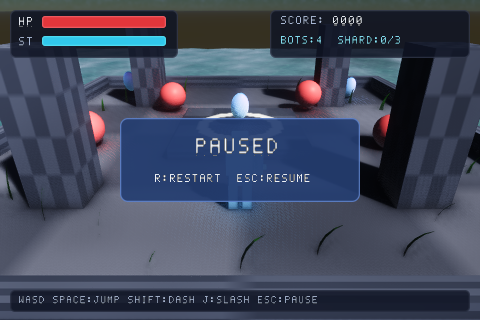 HP
ST
SCORE: 0000
BOTS:4 SHARD:0/3
PAUSED
R:RESTART ESC:RESUME
WASD SPACE:JUMP SHIFT:DASH J:SLASH ESC:PAUSE